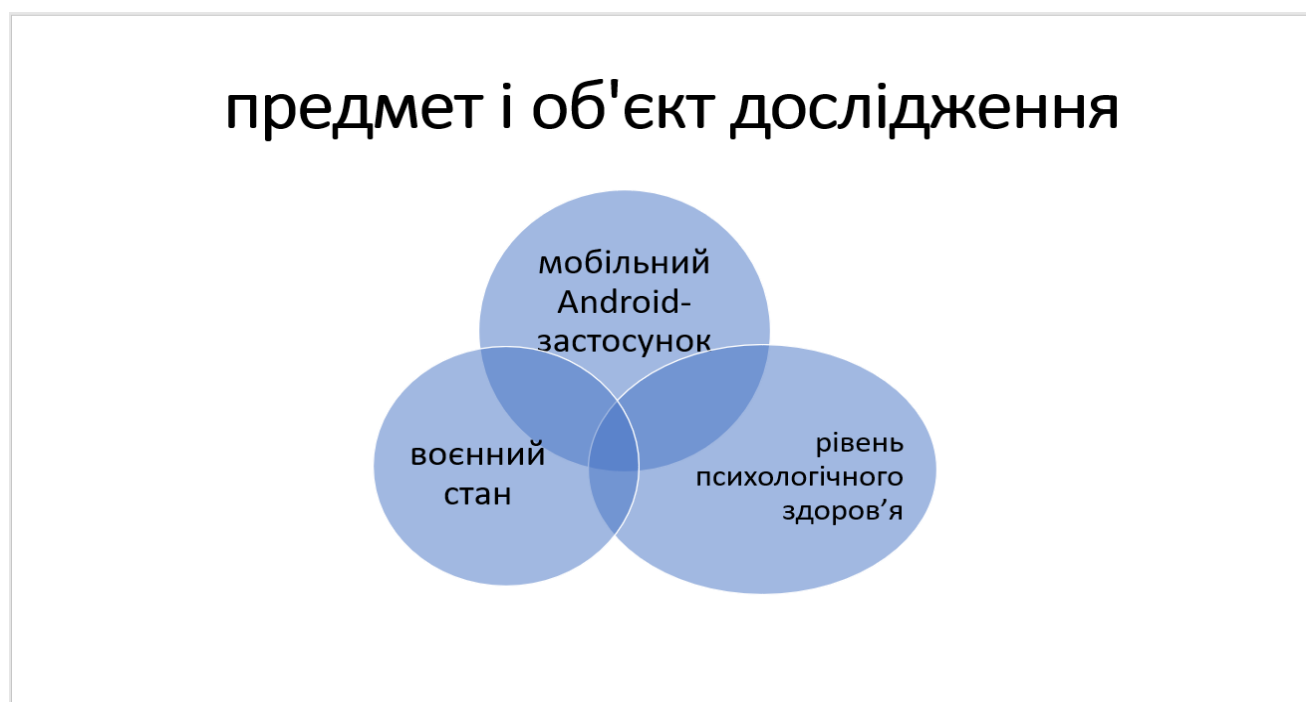 предмет і об'єкт дослідження
мобільний
Android-
застосунок
воєнний
стан
рівень
психологічного
здоров’я